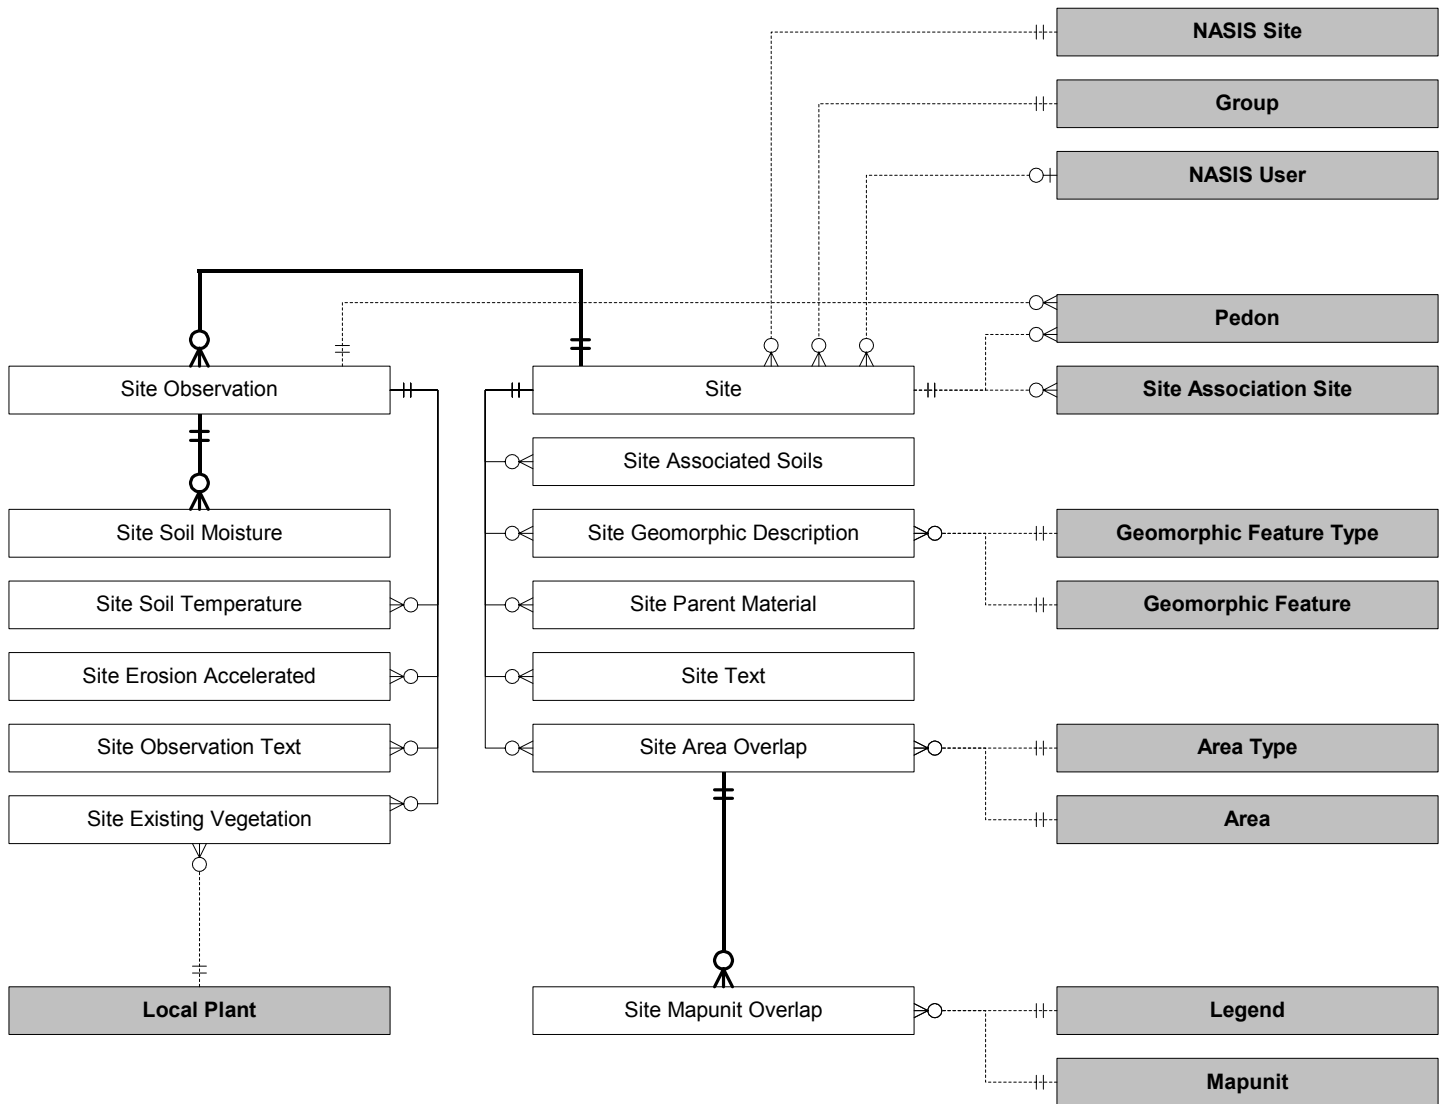 NASIS Site
Group
NASIS User
Pedon
Site Observation
Site
Site Association Site
Site Associated Soils
Site Soil Moisture
Site Geomorphic Description
Geomorphic Feature Type
Site Soil Temperature
Site Parent Material
Geomorphic Feature
Site Erosion Accelerated
Site Text
Site Observation Text
Site Area Overlap
Area Type
Site Existing Vegetation
Area
Local Plant
Site Mapunit Overlap
Legend
Mapunit